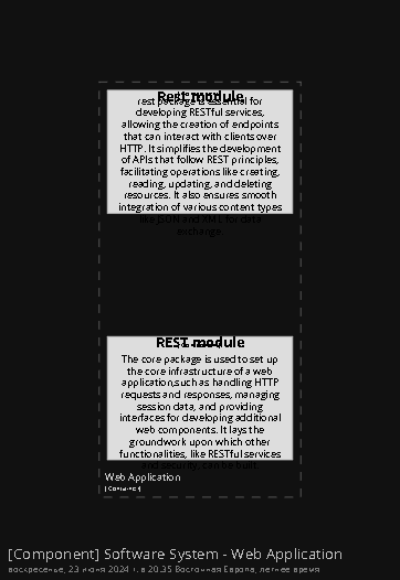 Rest module
rest package is essential for
developing RESTful services,
allowing the creation of endpoints
that can interact with clients over
HTTP. It simplifies the development
of APIs that follow REST principles,
facilitating operations like creating,
reading, updating, and deleting
resources. It also ensures smooth
integration of various content types
like JSON and XML for data
exchange.
REST module
The core package is used to set up
the core infrastructure of a web
application,such as handling HTTP
requests and responses, managing
session data, and providing
interfaces for developing additional
web components. It lays the
groundwork upon which other
functionalities, like RESTful services
and security, can be built.
Web Application
[Container]
[Component] Software System - Web Application
воскресенье, 23 июня 2024 г. в 20:35 Восточная Европа, летнее время